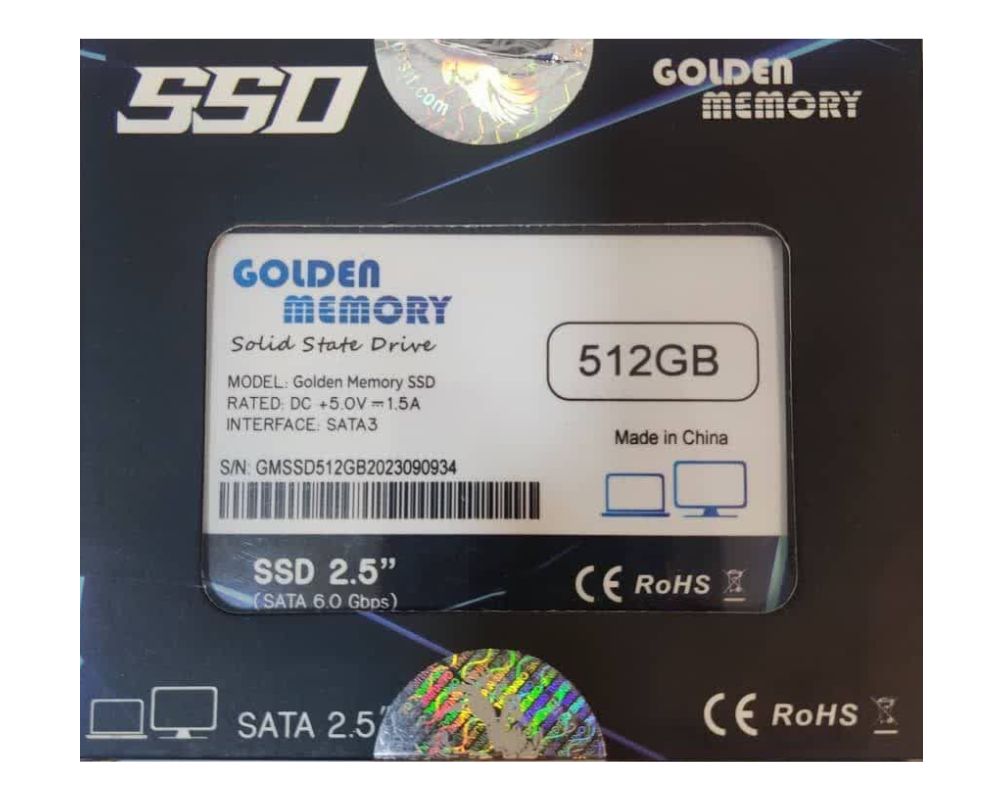 SSD
GOLDEN
MEMORY
GOLDEN
MEMORY
Solid State Drive
512GB
MODEL: Golden Memory SSD
RATED: DC +5.0V⎓1.5A
INTERFACE: SATA3
Made in China
S/N: GMSSD512GB2023090934
SSD 2.5”
(SATA 6.0 Gbps)
CE RoHS
SATA 2.5”
CE RoHS